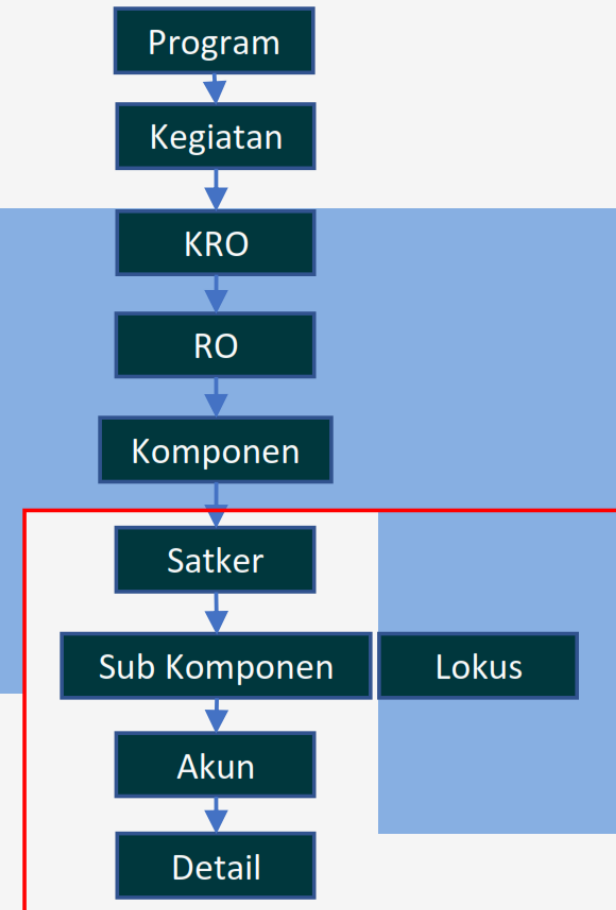 Program
Kegiatan
KRO
RO
Komponen
Satker
Sub Komponen
Lokus
Akun
Detail